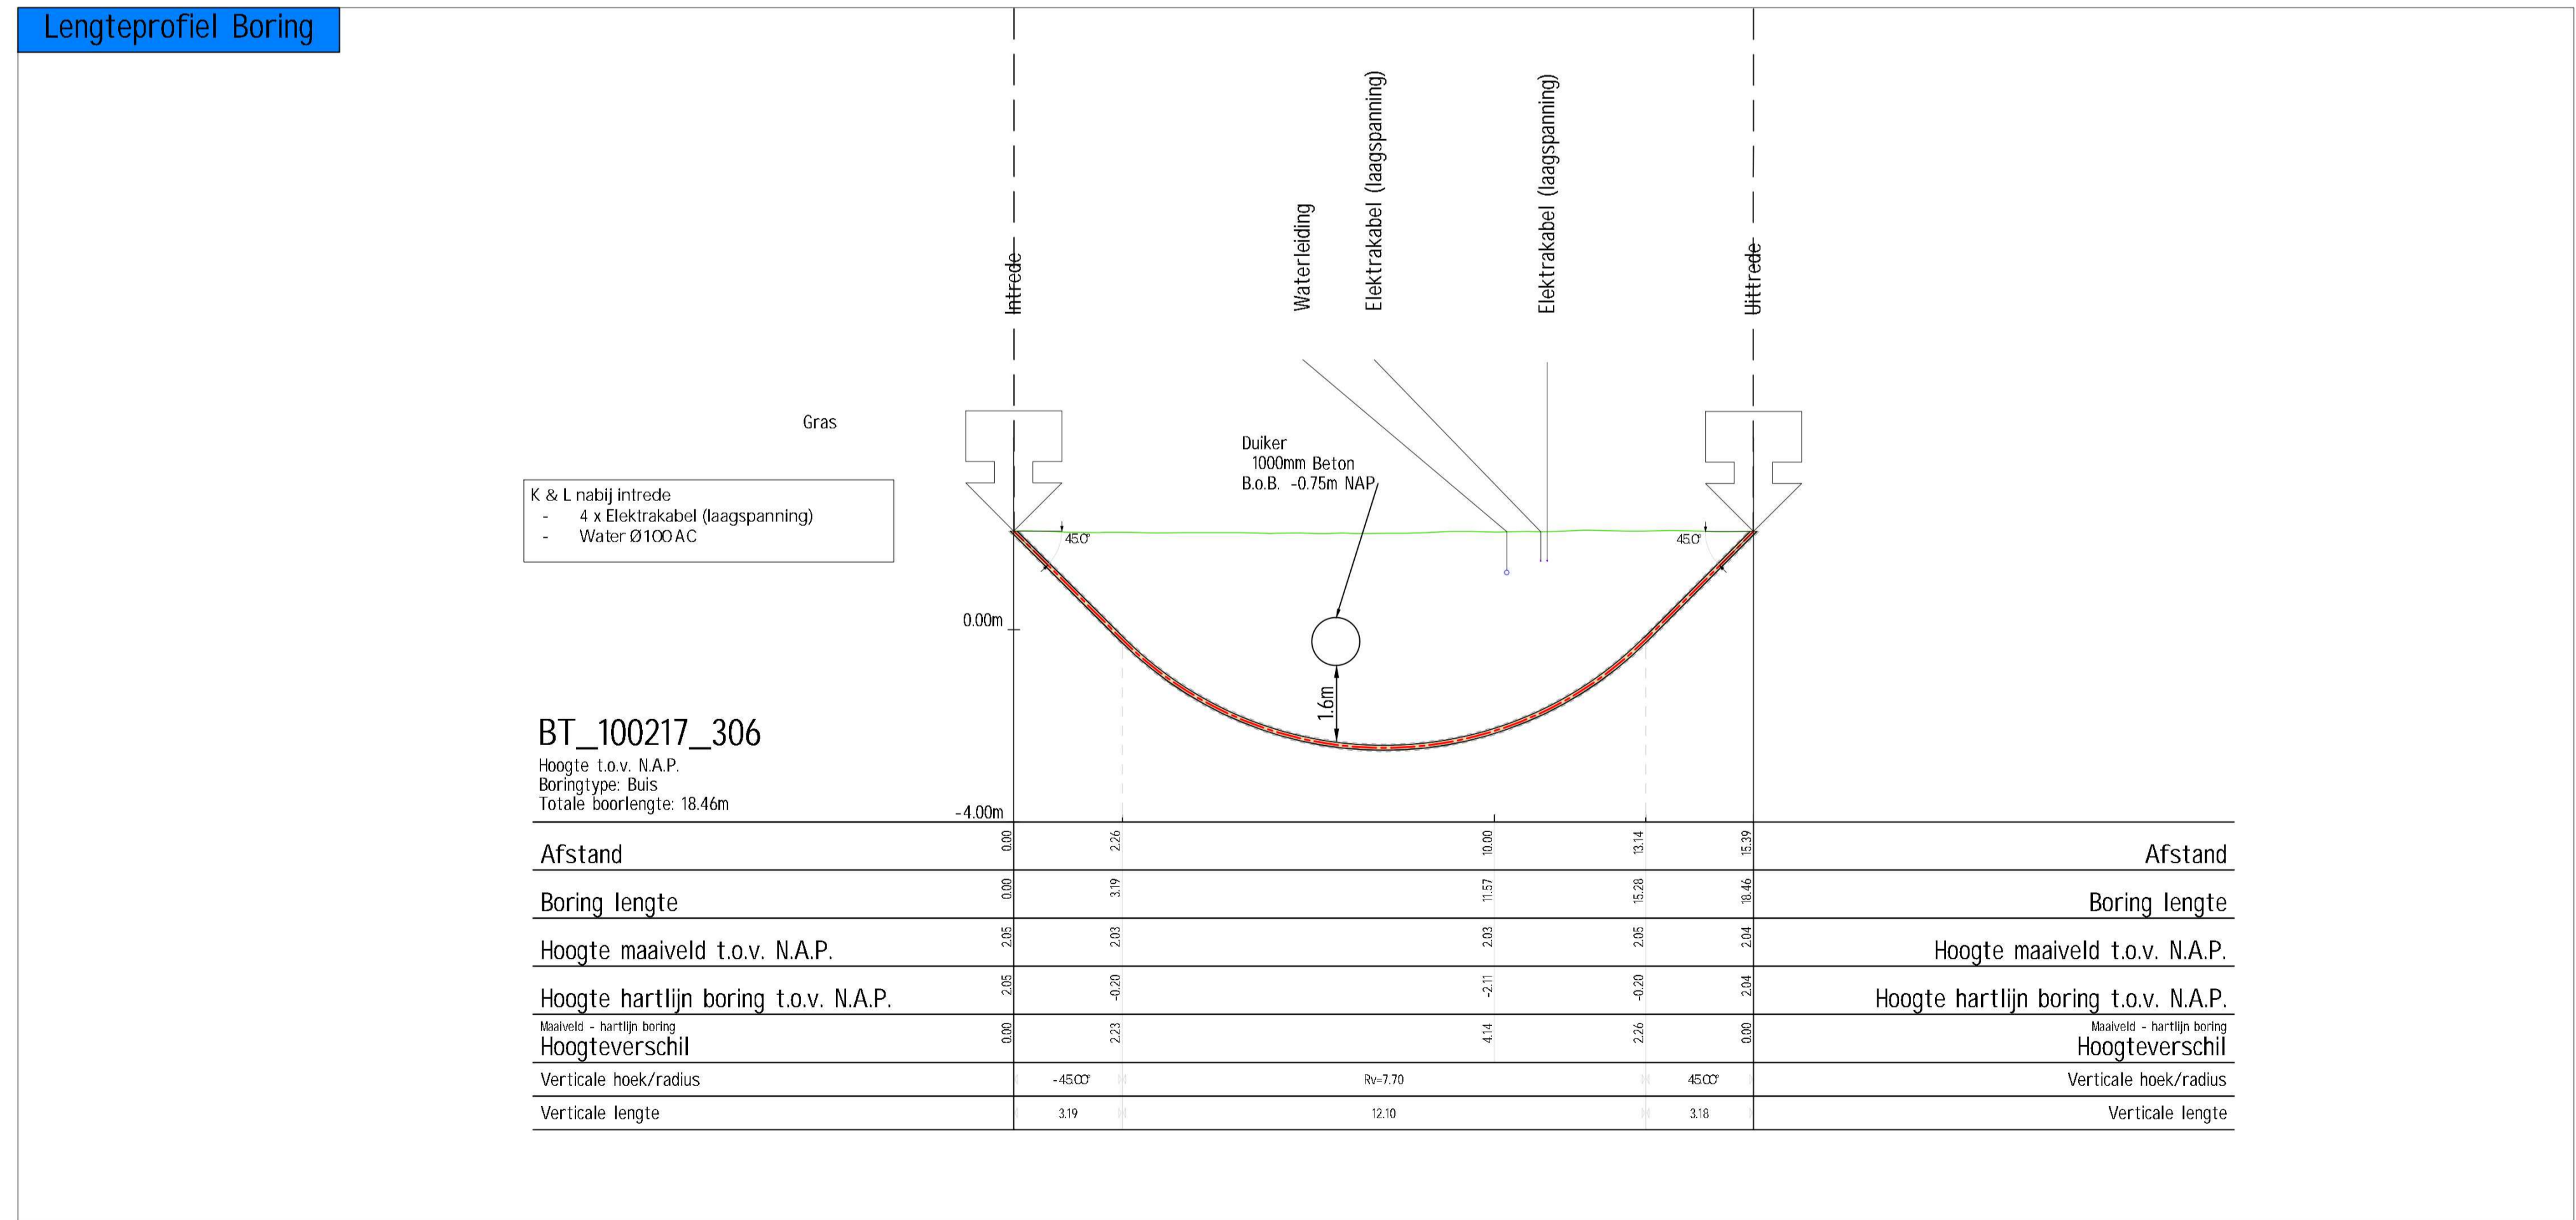 Lengteprofiel Boring
Intrede
Waterleiding
Elektrakabel (laagspanning)
Elektrakabel (laagspanning)
Uittrede
Gras
Duiker
1000mm Beton
B.o.B. -0.75m NAP
K & L nabij intrede
- 4 x Elektrakabel (laagspanning)
- Water Ø100 AC
45.0°
45.0°
0.00m
1.6m
BT_100217_306
Hoogte t.o.v. N.A.P.
Boringtype: Buis
Totale boorlengte: 18.46m
-4.00m
Afstand 0.00 2.26 10.00 13.14 15.39 Afstand
Boring lengte 0.00 3.19 11.57 15.28 18.46 Boring lengte
Hoogte maaiveld t.o.v. N.A.P. 2.05 2.03 2.03 2.05 2.04 Hoogte maaiveld t.o.v. N.A.P.
Hoogte hartlijn boring t.o.v. N.A.P. 2.05 -0.20 -2.11 -0.20 2.04 Hoogte hartlijn boring t.o.v. N.A.P.
Maaiveld - hartlijn boring Maaiveld - hartlijn boring
Hoogteverschil 0.00 2.23 4.14 2.26 0.00 Hoogteverschil
Verticale hoek/radius -45.00° Rv=7.70 45.00° Verticale hoek/radius
Verticale lengte 3.19 12.10 3.18 Verticale lengte